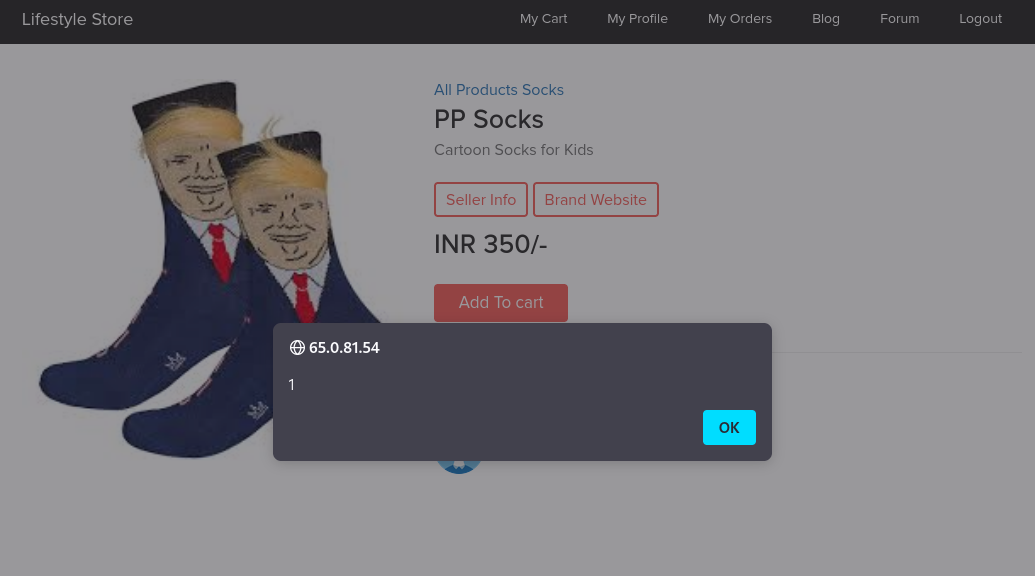 Lifestyle Store
My Cart
My Profile
My Orders
Blog
Forum
Logout
All Products Socks
PP Socks
Cartoon Socks for Kids
Seller Info
Brand Website
INR 350/-
Add To cart
65.0.81.54
1
OK